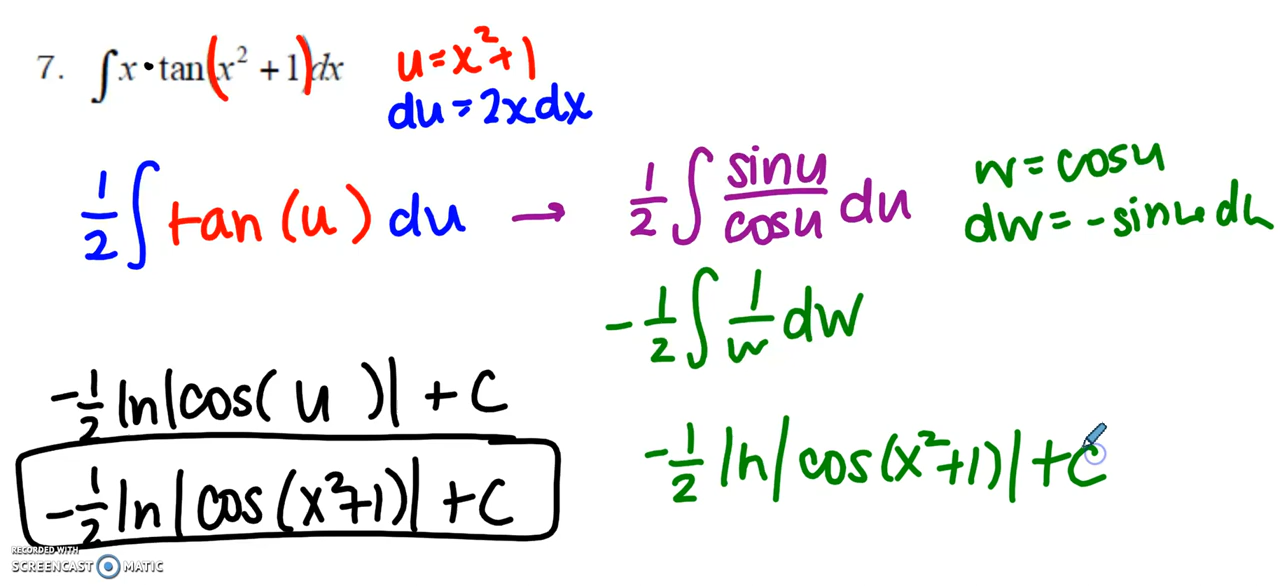 7. ∫ x · tan(x² + 1)dx
u = x² + 1
du = 2x dx
1/2 ∫ tan(u) du → 1/2 ∫ sin u / cos u du
w = cos u
dw = -sin u du
-1/2 ∫ 1/w dw
-1/2 ln|cos( u )| + C
-1/2 ln|cos(x²+1)| + C
-1/2 ln|cos(x²+1)| + C
RECORDED WITH
SCREENCAST MATIC